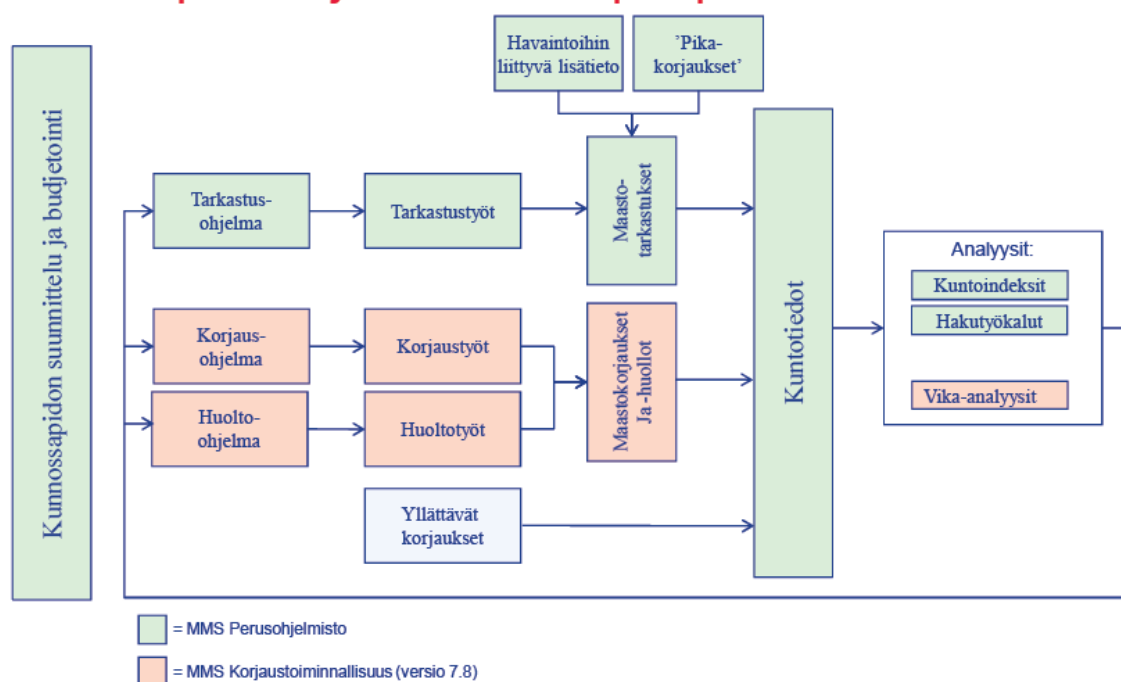 Kunnossapidon suunnittelu ja budjetointi
Havaintoihin
liittyvä lisätieto
’Pika-
korjaukset’
Tarkastus-
ohjelma
Tarkastustyöt
Maasto-
tarkastukset
Korjaus-
ohjelma
Korjaustyöt
Huolto-
ohjelma
Huoltotyöt
Maastokorjaukset
Ja -huollot
Yllättävät
korjaukset
Kuntotiedot
Analyysit:
Kuntoindeksit
Hakutyökalut
Vika-analyysit
= MMS Perusohjelmisto
= MMS Korjaustoiminnallisuus (versio 7.8)